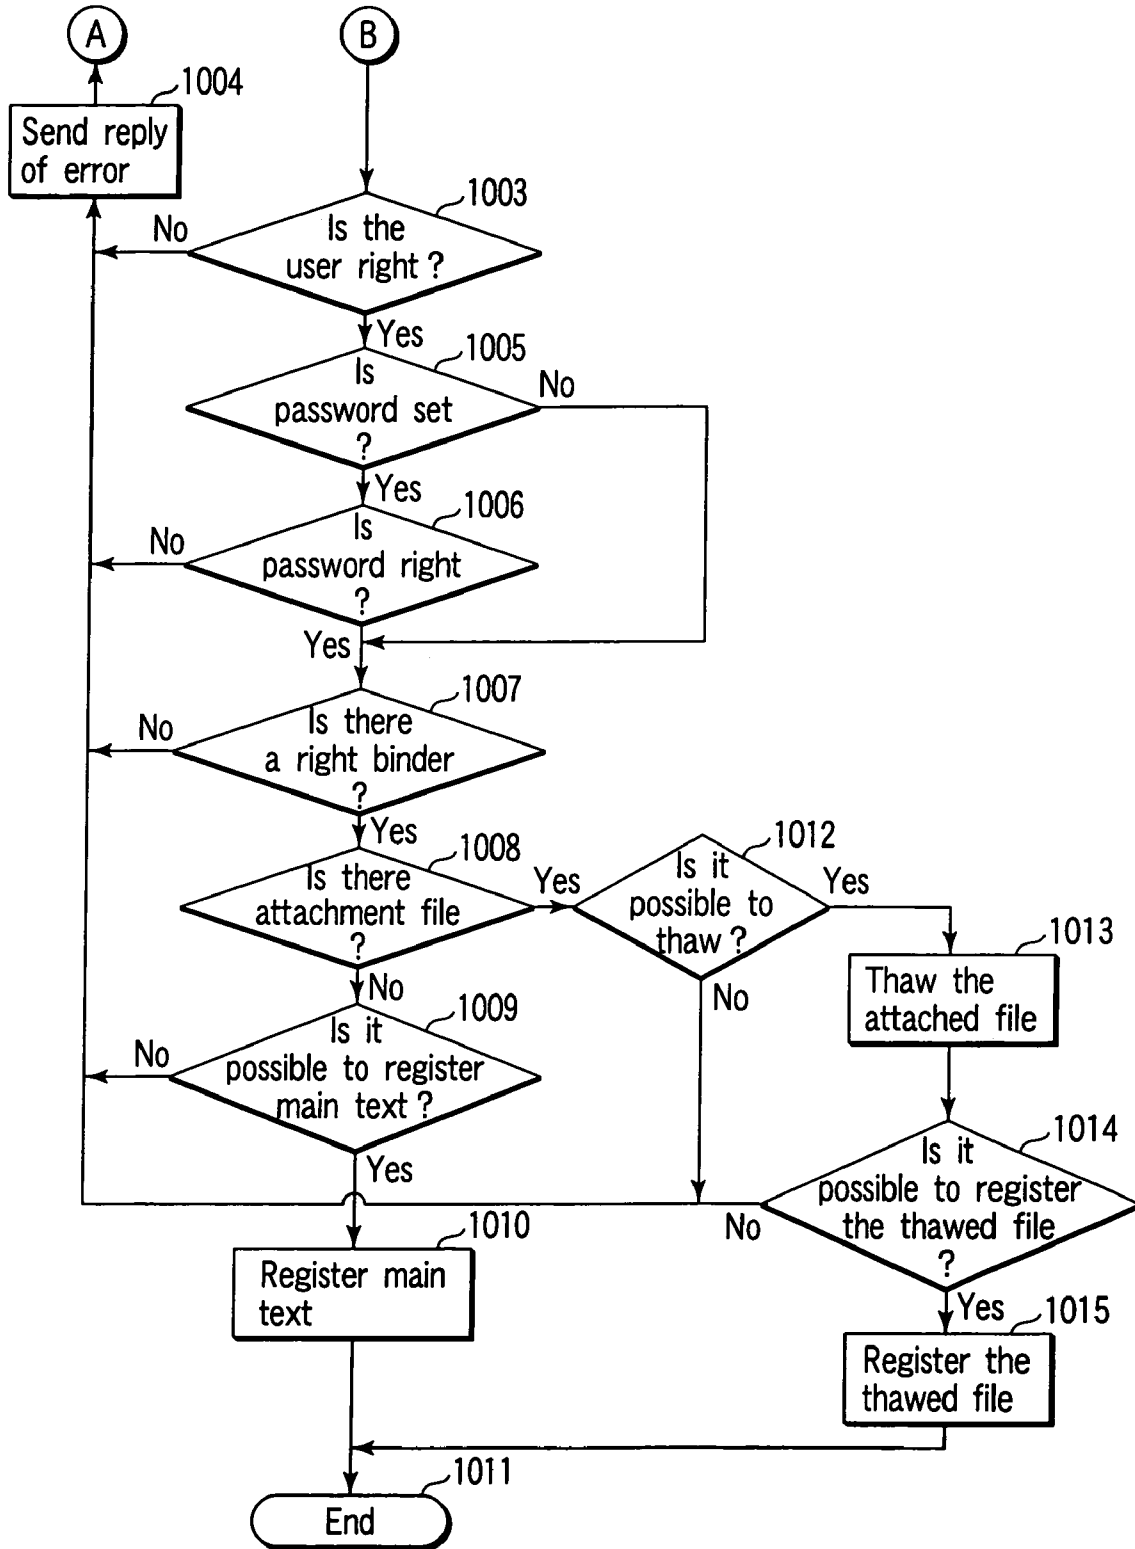 A
B
1004
Send reply
of error
1003
No
Is the
user right ?
Yes
1005
Is
password set
?
No
Yes
1006
No
Is
password right
?
Yes
1007
No
Is there
a right binder
?
Yes
1008
Is there
attachment file
?
Yes
1012
Is it
possible to
thaw ?
Yes
No
1013
Thaw the
attached file
No
1009
No
Is it
possible to register
main text ?
Yes
1014
Is it
possible to register
the thawed file
?
No
Yes
1010
Register main
text
1015
Register the
thawed file
1011
End